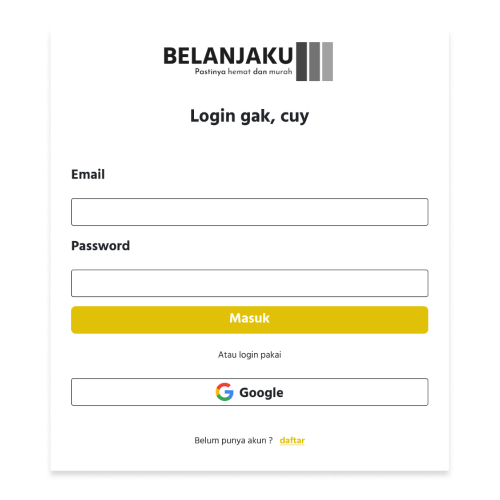 BELANJAKU
Pastinya hemat dan murah
Login gak, cuy
Email
Password
Masuk
Atau login pakai
Google
Belum punya akun ? daftar